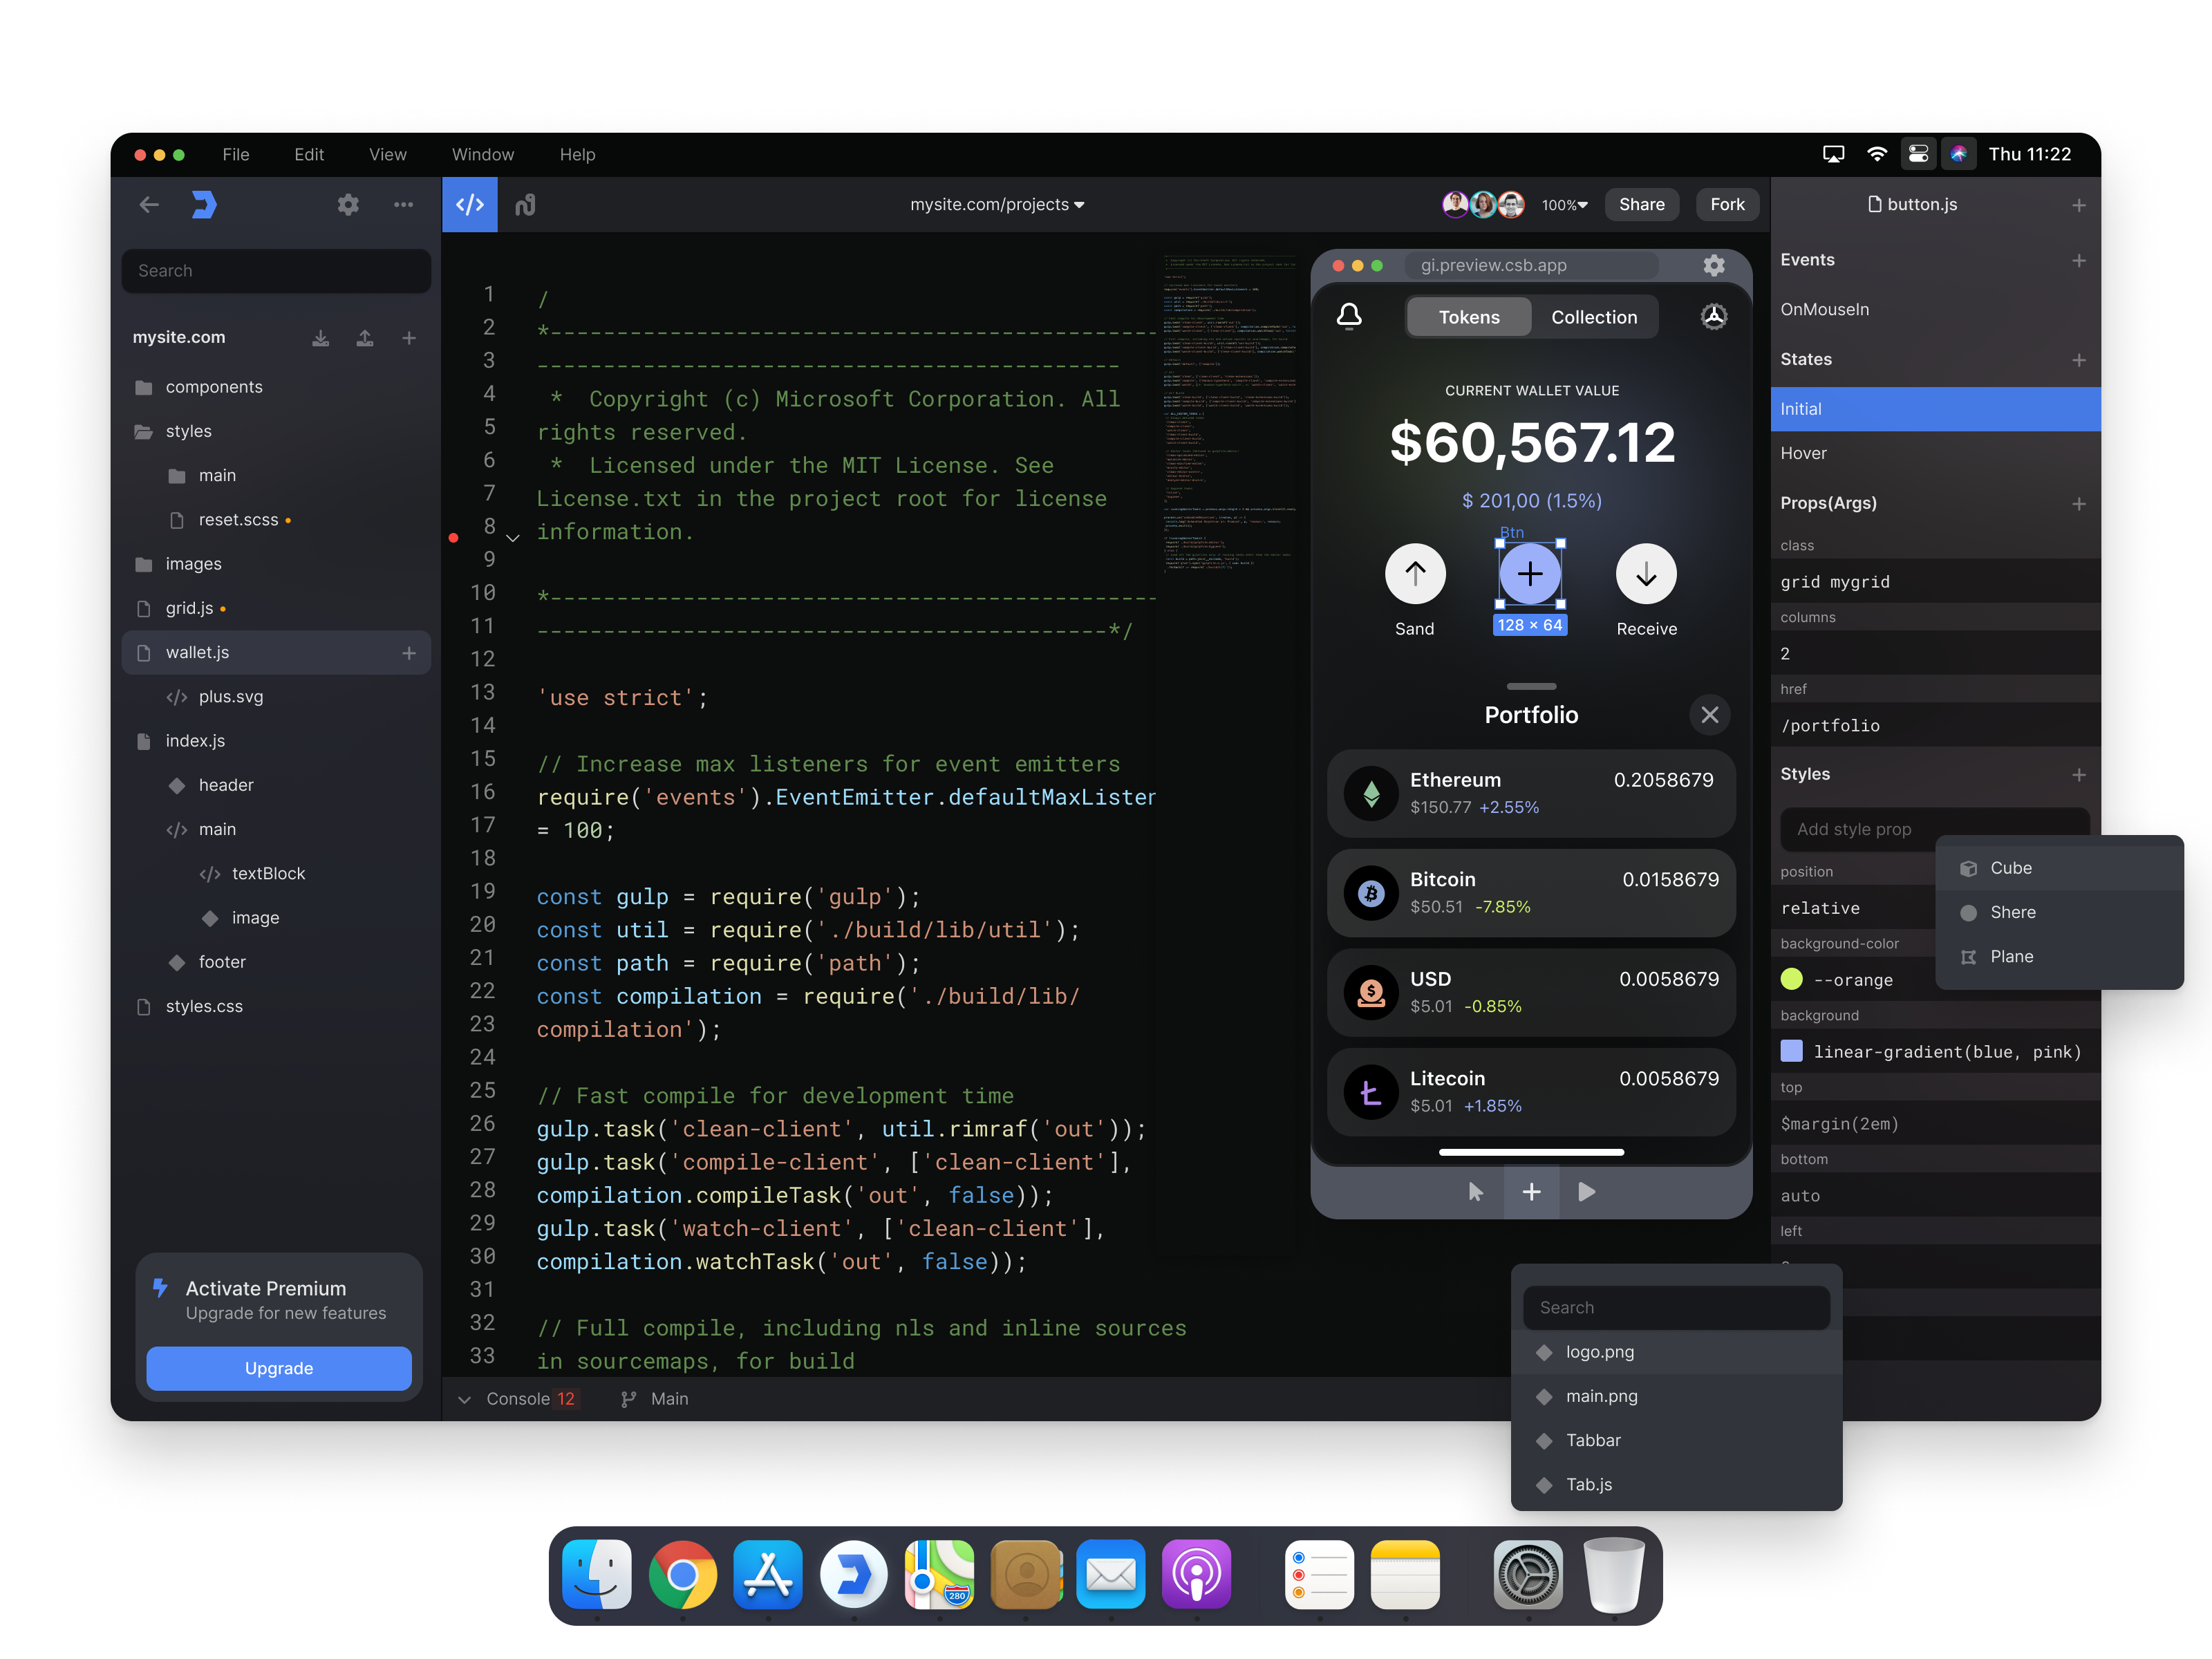 File Edit View Window Help
Thu 11:22
mysite.com/projects
100%
Share
Fork
button.js
Search
mysite.com
components
styles
main
reset.scss
images
grid.js
wallet.js
plus.svg
index.js
header
main
textBlock
image
footer
styles.css
Activate Premium
Upgrade for new features
Upgrade
1
2
3
4
5
6
7
8
9
10
11
12
13
14
15
16
17
18
19
20
21
22
23
24
25
26
27
28
29
30
31
32
33
/
*----------------------------------------------
--------------------------------------------
* Copyright (c) Microsoft Corporation. All
rights reserved.
* Licensed under the MIT License. See
License.txt in the project root for license
information.
*----------------------------------------------
-------------------------------------------*/
'use strict';
// Increase max listeners for event emitters
require('events').EventEmitter.defaultMaxListen
= 100;
const gulp = require('gulp');
const util = require('./build/lib/util');
const path = require('path');
const compilation = require('./build/lib/
compilation');
// Fast compile for development time
gulp.task('clean-client', util.rimraf('out'));
gulp.task('compile-client', ['clean-client'],
compilation.compileTask('out', false));
gulp.task('watch-client', ['clean-client'],
compilation.watchTask('out', false));
// Full compile, including nls and inline sources
in sourcemaps, for build
Console 12
Main
gi.preview.csb.app
Tokens
Collection
CURRENT WALLET VALUE
$60,567.12
$ 201,00 (1.5%)
Btn
128 × 64
Sand
Receive
Portfolio
Ethereum 0.2058679
$150.77 +2.55%
Bitcoin 0.0158679
$50.51 -7.85%
USD 0.0058679
$5.01 -0.85%
Litecoin 0.0058679
$5.01 +1.85%
Events
OnMouseIn
States
Initial
Hover
Props(Args)
class
grid mygrid
columns
2
href
/portfolio
Styles
Add style prop
position
relative
background-color
--orange
background
linear-gradient(blue, pink)
top
$margin(2em)
bottom
auto
left
Cube
Shere
Plane
Search
logo.png
main.png
Tabbar
Tab.js
280